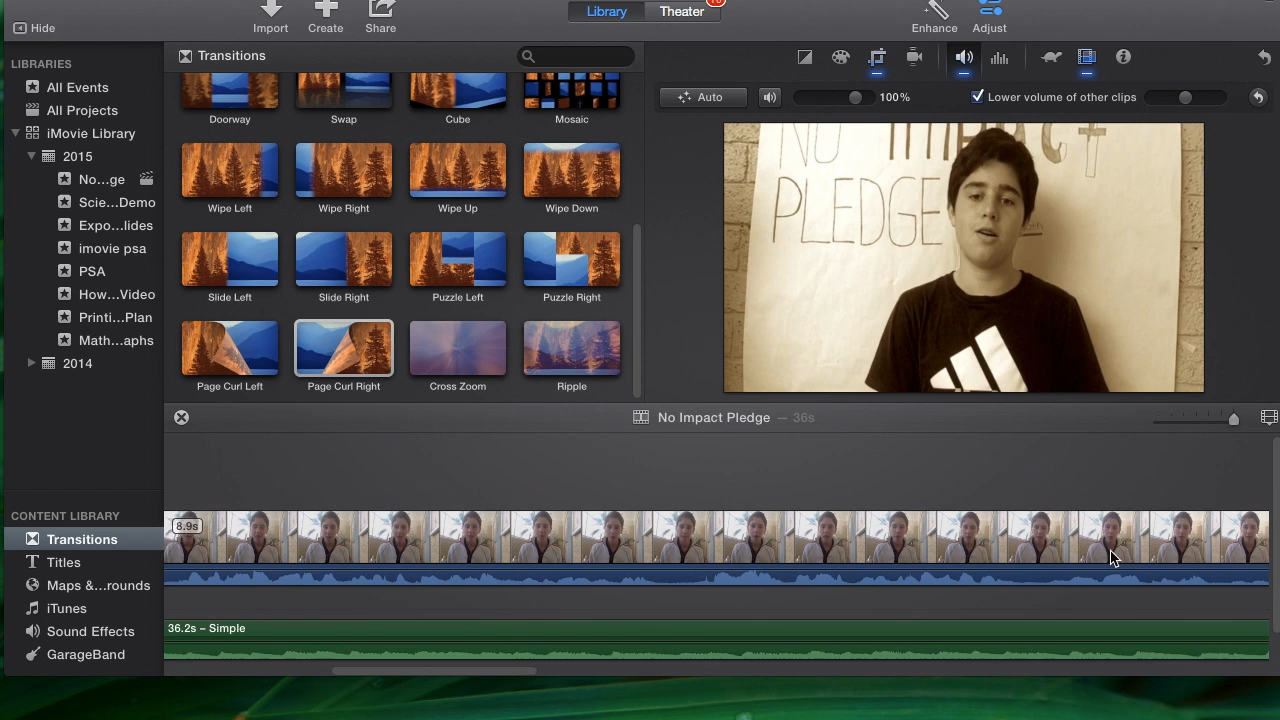 Library
Theater
Hide
Import
Create
Share
Enhance
Adjust
LIBRARIES
All Events
All Projects
iMovie Library
2015
No...ge
Scie...Demo
Expo...lides
imovie psa
PSA
How...Video
Printi...Plan
Math...aphs
2014
CONTENT LIBRARY
Transitions
Titles
Maps &...rounds
iTunes
Sound Effects
GarageBand
Transitions
Doorway
Swap
Cube
Mosaic
Wipe Left
Wipe Right
Wipe Up
Wipe Down
Slide Left
Slide Right
Puzzle Left
Puzzle Right
Page Curl Left
Page Curl Right
Cross Zoom
Ripple
Auto
100%
Lower volume of other clips
NO IMPACT
PLEDGE
No Impact Pledge — 36s
8.9s
36.2s – Simple